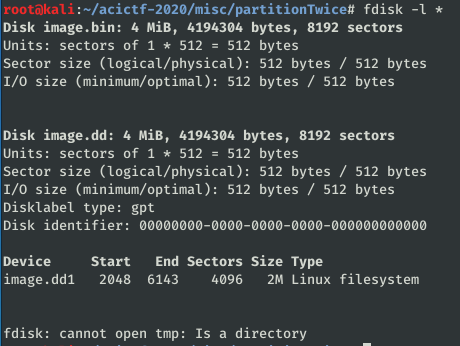 root@kali:~/acictf-2020/misc/partitionTwice# fdisk -l *
Disk image.bin: 4 MiB, 4194304 bytes, 8192 sectors
Units: sectors of 1 * 512 = 512 bytes
Sector size (logical/physical): 512 bytes / 512 bytes
I/O size (minimum/optimal): 512 bytes / 512 bytes
Disk image.dd: 4 MiB, 4194304 bytes, 8192 sectors
Units: sectors of 1 * 512 = 512 bytes
Sector size (logical/physical): 512 bytes / 512 bytes
I/O size (minimum/optimal): 512 bytes / 512 bytes
Disklabel type: gpt
Disk identifier: 00000000-0000-0000-0000-000000000000
Device Start End Sectors Size Type
image.dd1 2048 6143 4096 2M Linux filesystem
fdisk: cannot open tmp: Is a directory